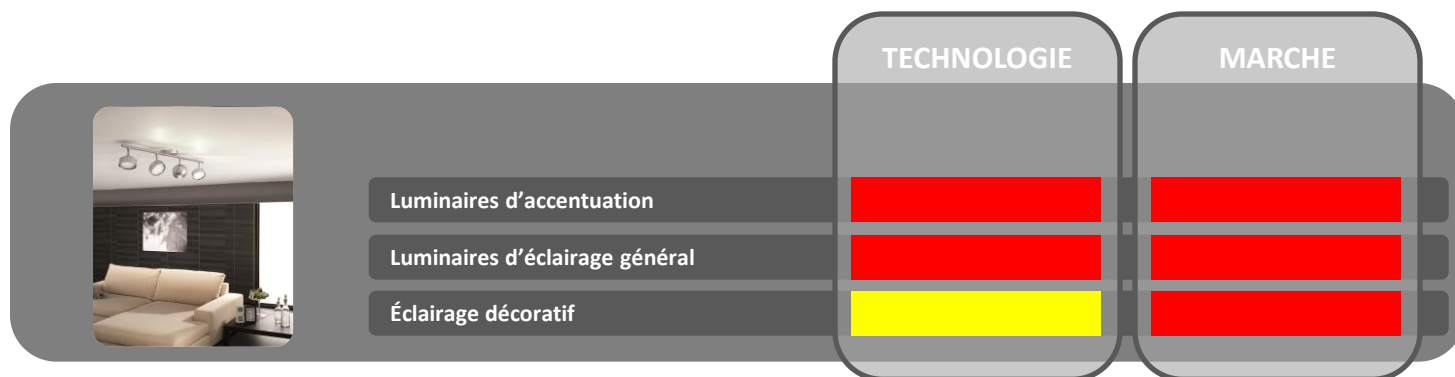 TECHNOLOGIE
MARCHE
Luminaires d’accentuation
Luminaires d’éclairage général
Éclairage décoratif